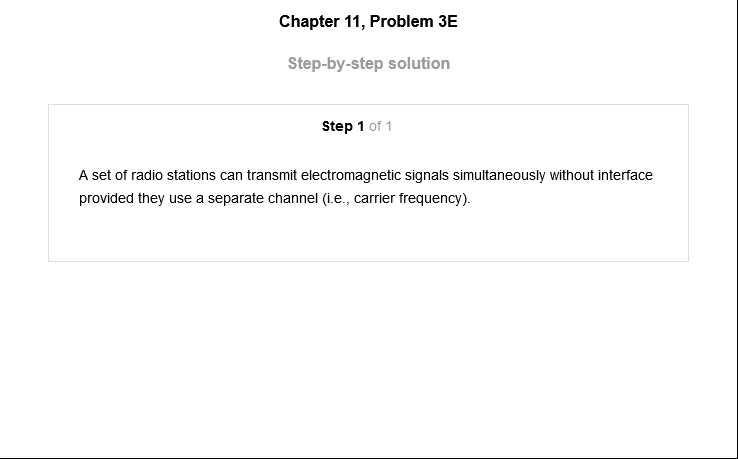 Chapter 11, Problem 3E
Step-by-step solution
Step 1 of 1
A set of radio stations can transmit electromagnetic signals simultaneously without interface
provided they use a separate channel (i.e., carrier frequency).